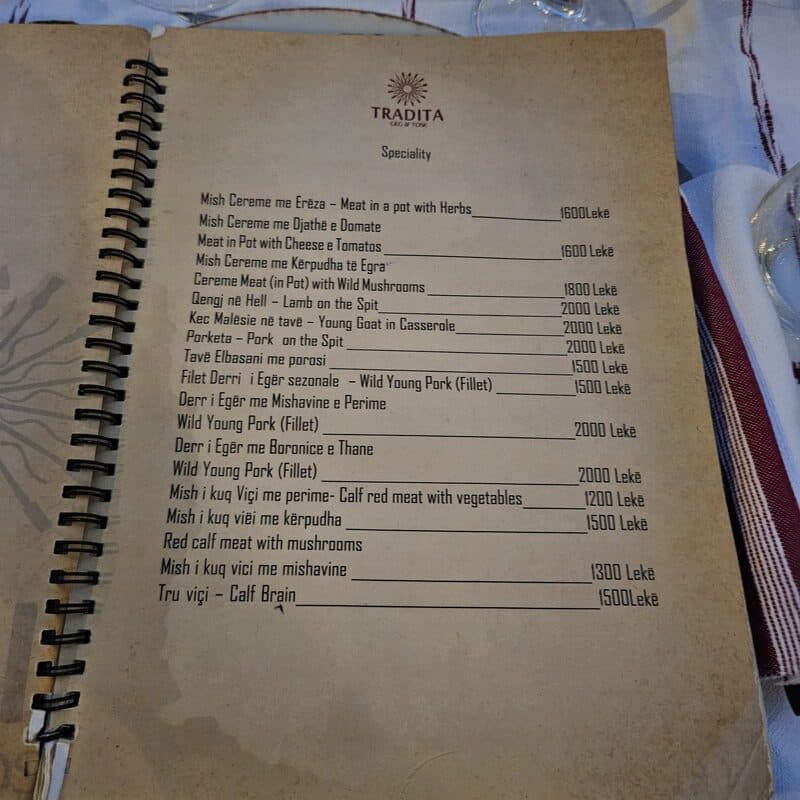 TRADITA
GEG & TOSK
Speciality
Mish Cereme me Erëza – Meat in a pot with Herbs 1600Lekë
Mish Cereme me Djathë e Domate
Meat in Pot with Cheese e Tomatos 1600 Lekë
Mish Cereme me Kërpudha të Egra
Cereme Meat (in Pot) with Wild Mushrooms 1800 Lekë
Qengj në Hell – Lamb on the Spit 2000 Lekë
Kec Malësie në tavë – Young Goat in Casserole 2000 Lekë
Porketa – Pork on the Spit 2000 Lekë
Tavë Elbasani me porosi 1500 Lekë
Filet Derri i Egër sezonale – Wild Young Pork (Fillet) 1500 Lekë
Derr i Egër me Mishavine e Perime
Wild Young Pork (Fillet) 2000 Lekë
Derr i Egër me Boronice e Thane
Wild Young Pork (Fillet) 2000 Lekë
Mish i kuq Viçi me perime- Calf red meat with vegetables 1200 Lekë
Mish i kuq viëi me kërpudha 1500 Lekë
Red calf meat with mushrooms
Mish i kuq vici me mishavine 1300 Lekë
Tru viçi – Calf Brain 1500Lekë